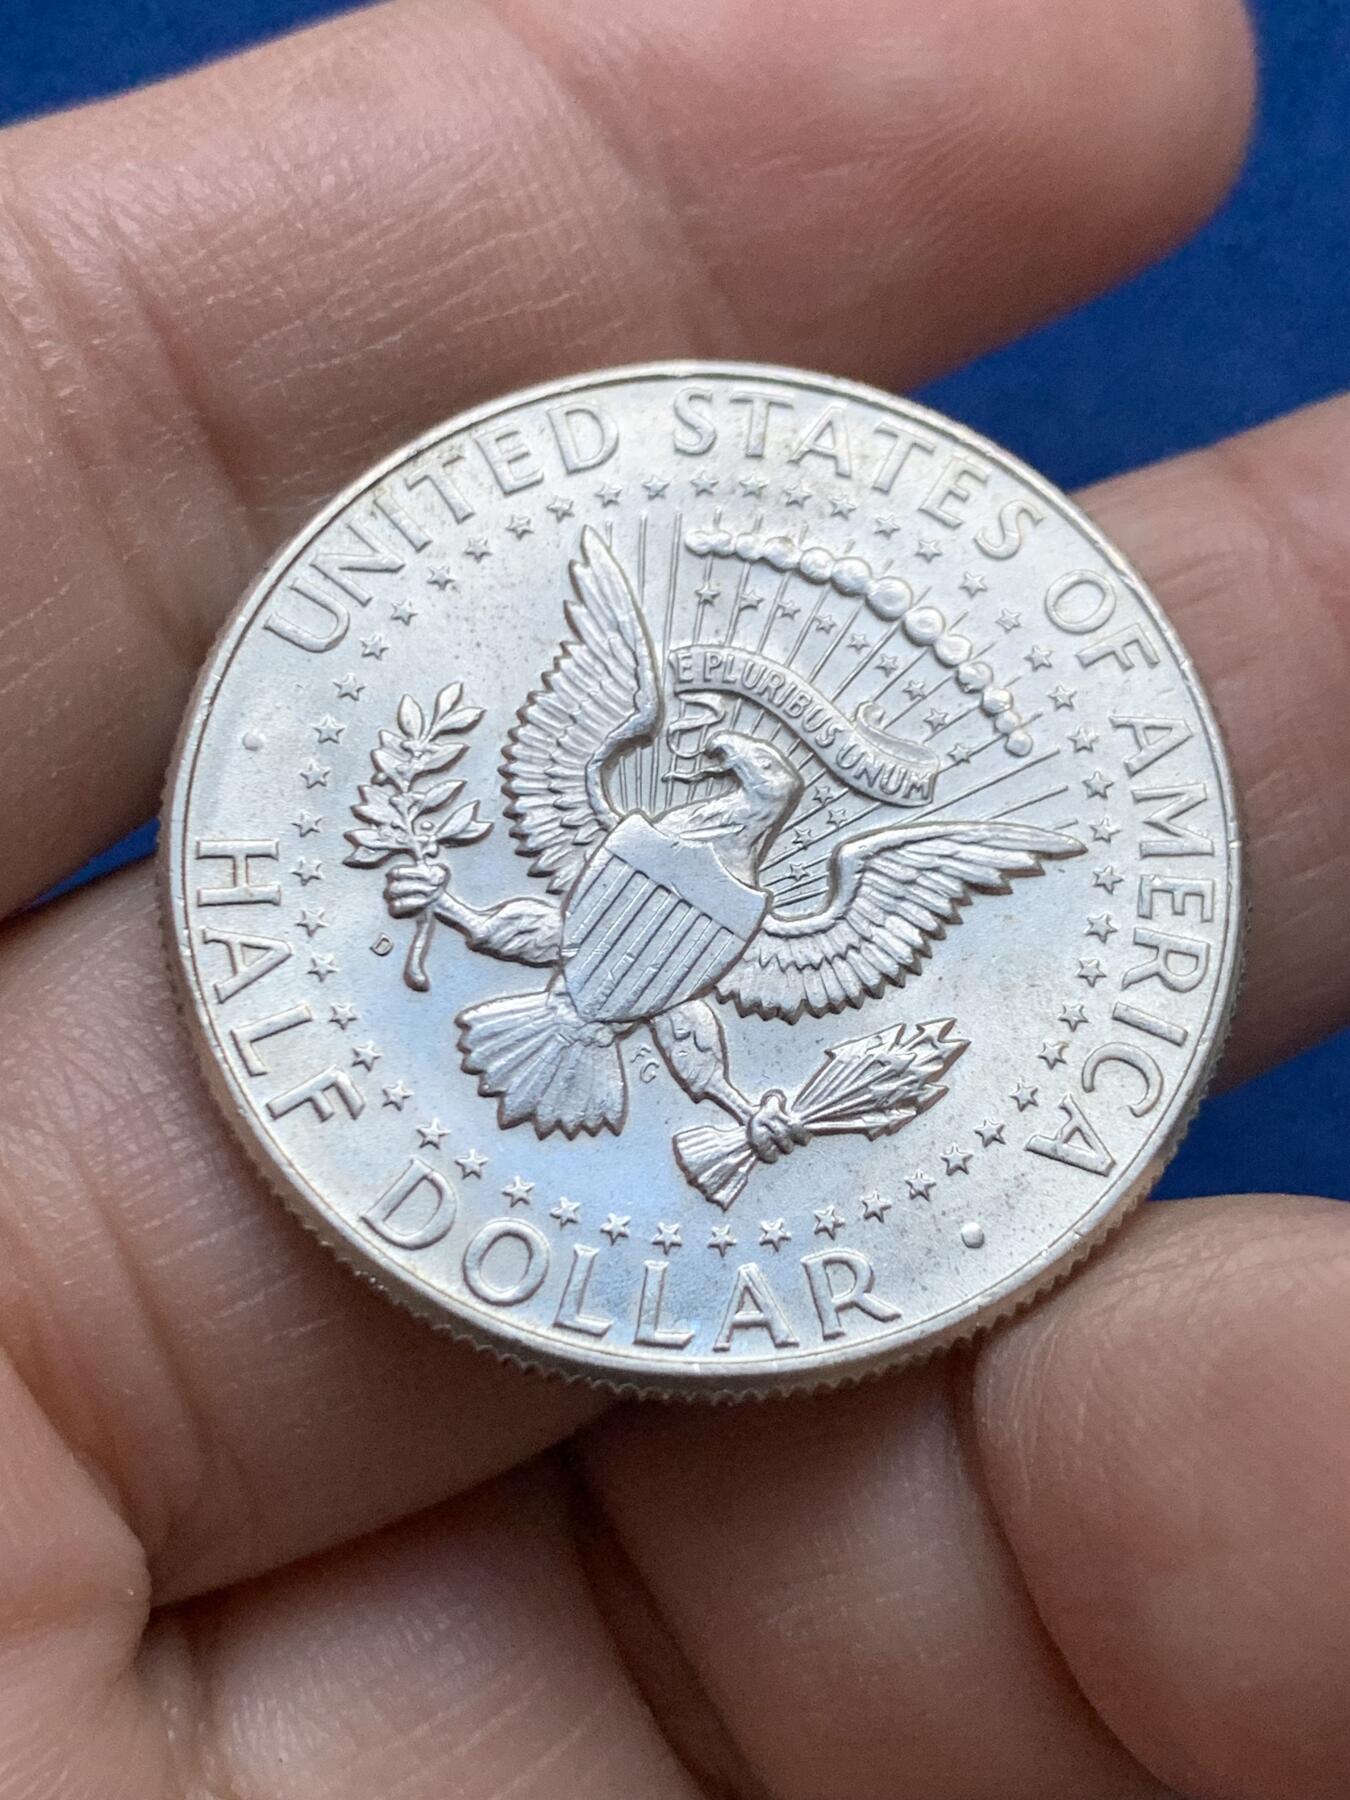 UNITED STATES OF AMERICA
E PLURIBUS UNUM
D
FG
HALF DOLLAR